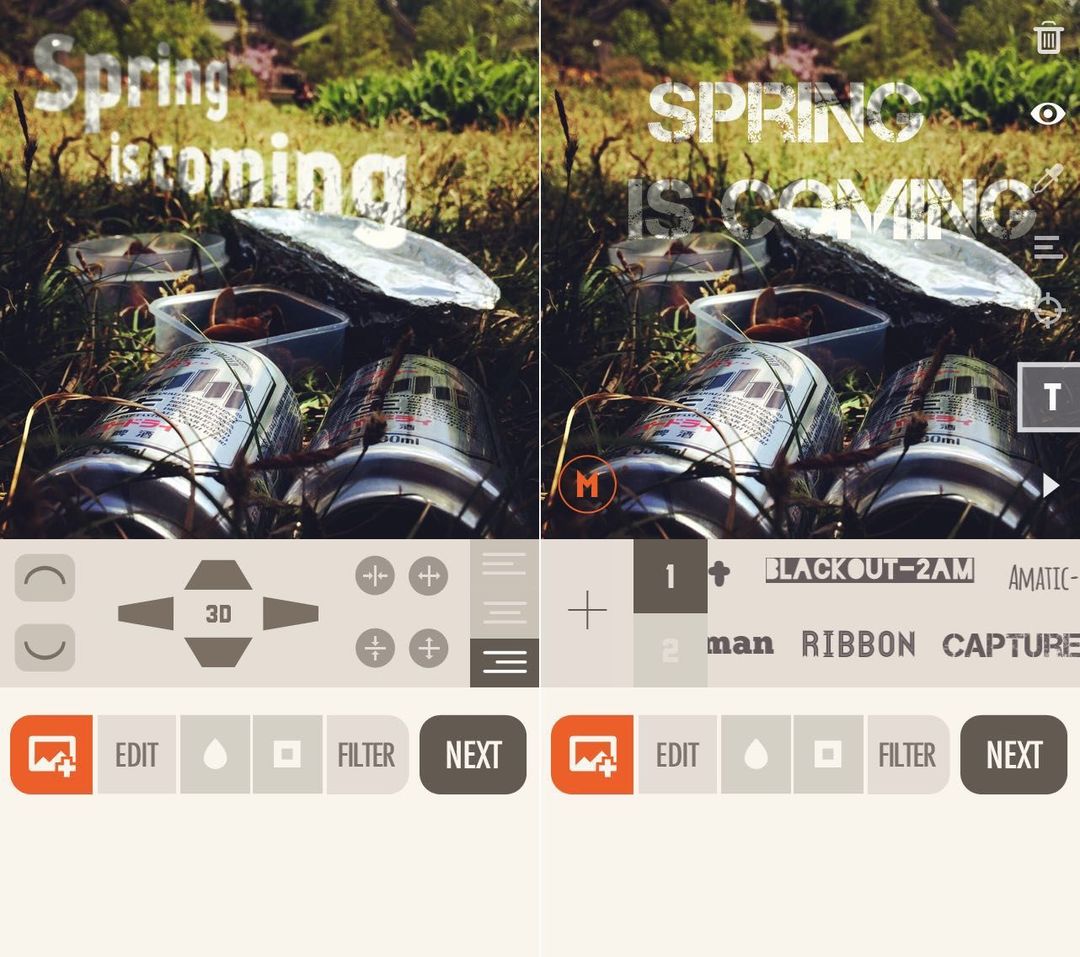 Spring
is coming
3D
EDIT
FILTER
NEXT
SPRING
IS COMING
T
M
1
2
BLACKOUT-2AM
AMATIC-
man
RIBBON
CAPTURE
EDIT
FILTER
NEXT